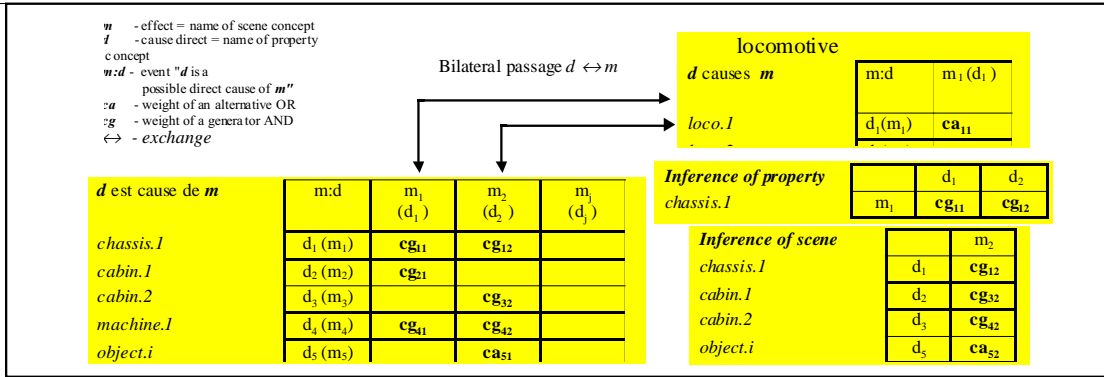 m - effect = name of scene concept
d - cause direct = name of property
concept
m:d - event "d is a
possible direct cause of m"
ca - weight of an alternative OR
cg - weight of a generator AND
↔ - exchange
Bilateral passage d ↔ m
locomotive
d causes m m:d m₁ (d₁)
loco.1 d₁(m₁) ca₁₁
d est cause de m m:d m₁ (d₁) m₂ (d₂) mⱼ (dⱼ)
chassis.1 d₁ (m₁) cg₁₁ cg₁₂
cabin.1 d₂ (m₂) cg₂₁
cabin.2 d₃ (m₃) cg₃₂
machine.1 d₄ (m₄) cg₄₁ cg₄₂
object.i d₅ (m₅) ca₅₁
Inference of property d₁ d₂
chassis.1 m₁ cg₁₁ cg₁₂
Inference of scene m₂
chassis.1 d₁ cg₁₂
cabin.1 d₂ cg₃₂
cabin.2 d₃ cg₄₂
object.i d₅ ca₅₂